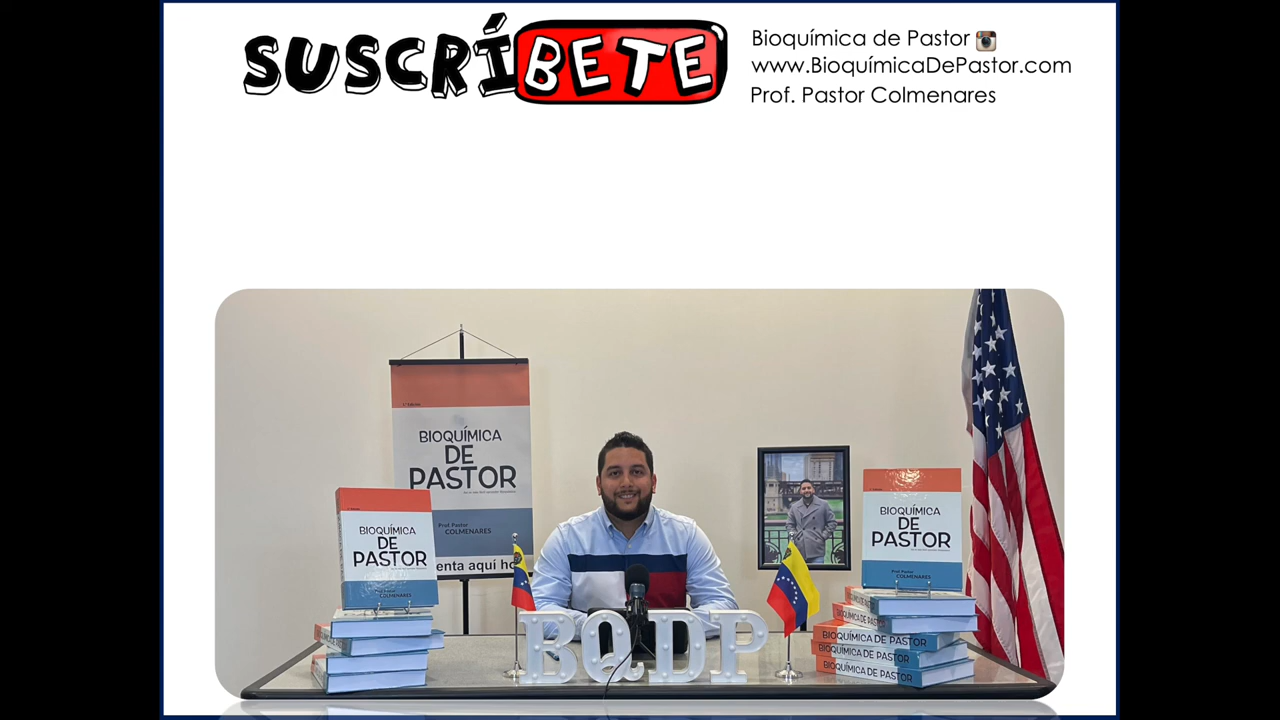 SUSCRÍBETE
Bioquímica de Pastor
www.BioquímicaDePastor.com
Prof. Pastor Colmenares
BIOQUÍMICA
DE
PASTOR
Prof. Pastor
COLMENARES
enta aquí ho
BIOQUÍMICA
DE
PASTOR
COLMENARES
BIOQUÍMICA
DE
PASTOR
Prof. Pastor
COLMENARES
BIOQUÍMICA DE PASTOR
BIOQUÍMICA DE PASTOR
BIOQUÍMICA DE PASTOR
BQDP